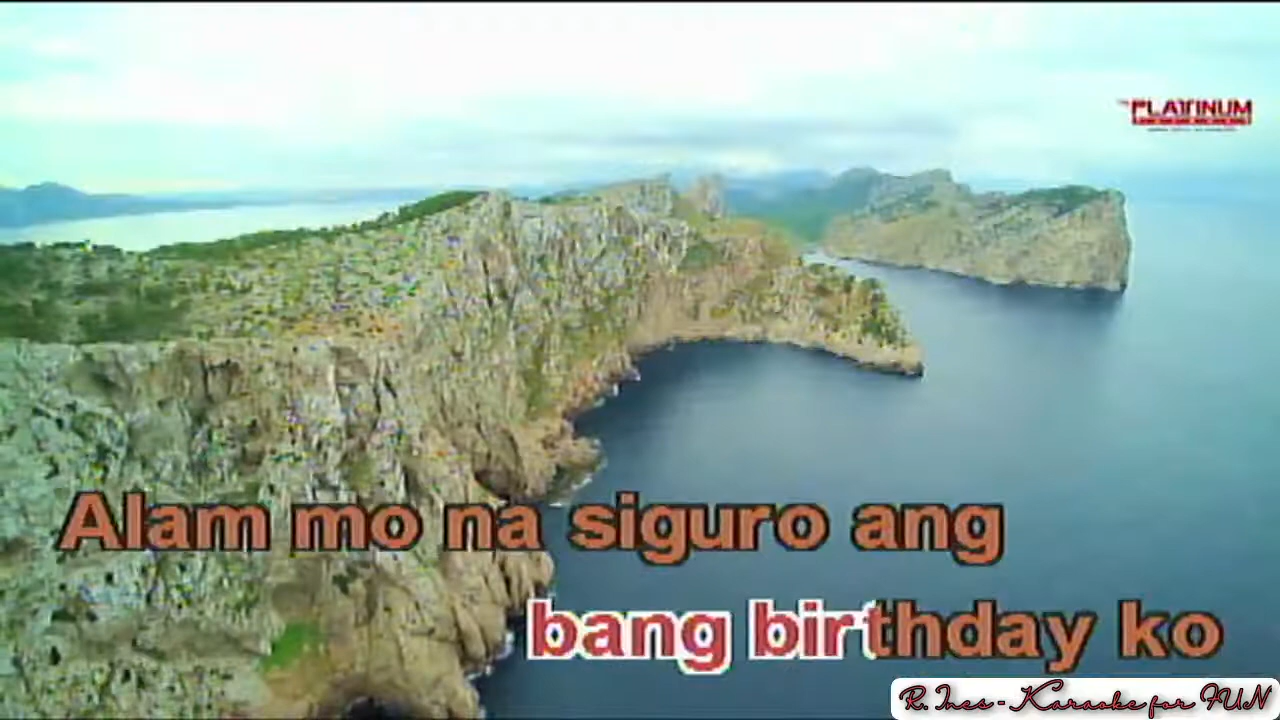 PLATINUM
Alam mo na siguro ang
bang birthday ko
R. Ines - Karaoke for FUN